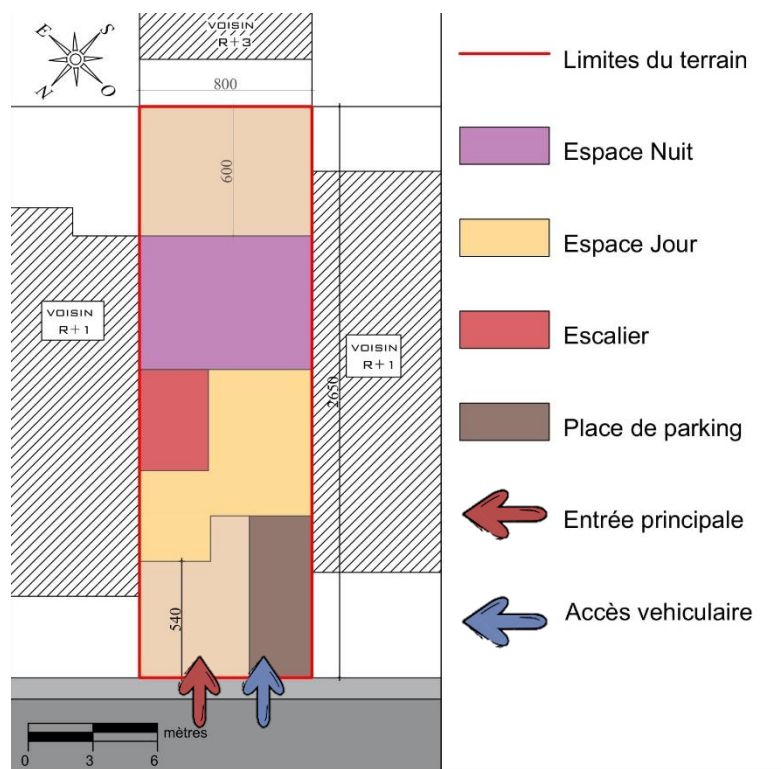 E
S
N
O
VOISIN
R+3
800
600
VOISIN
R+1
VOISIN
R+1
2650
540
mètres
0 3 6
Limites du terrain
Espace Nuit
Espace Jour
Escalier
Place de parking
Entrée principale
Accès vehiculaire